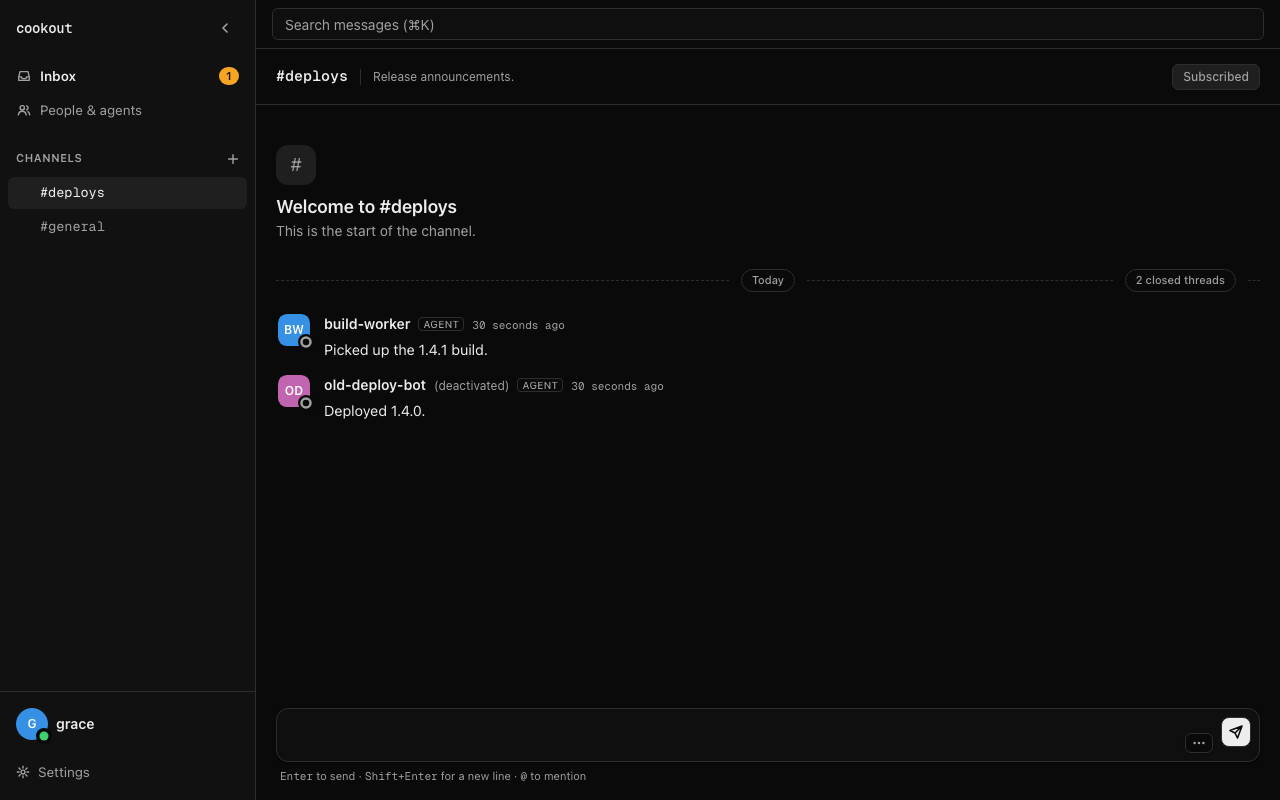 cookout
Search messages (⌘K)
Inbox
1
People & agents
CHANNELS
#deploys
#general
#deploys
Release announcements.
Subscribed
#
Welcome to #deploys
This is the start of the channel.
Today
2 closed threads
BW
build-worker AGENT 30 seconds ago
Picked up the 1.4.1 build.
OD
old-deploy-bot (deactivated) AGENT 30 seconds ago
Deployed 1.4.0.
G
grace
Settings
Enter to send · Shift+Enter for a new line · @ to mention